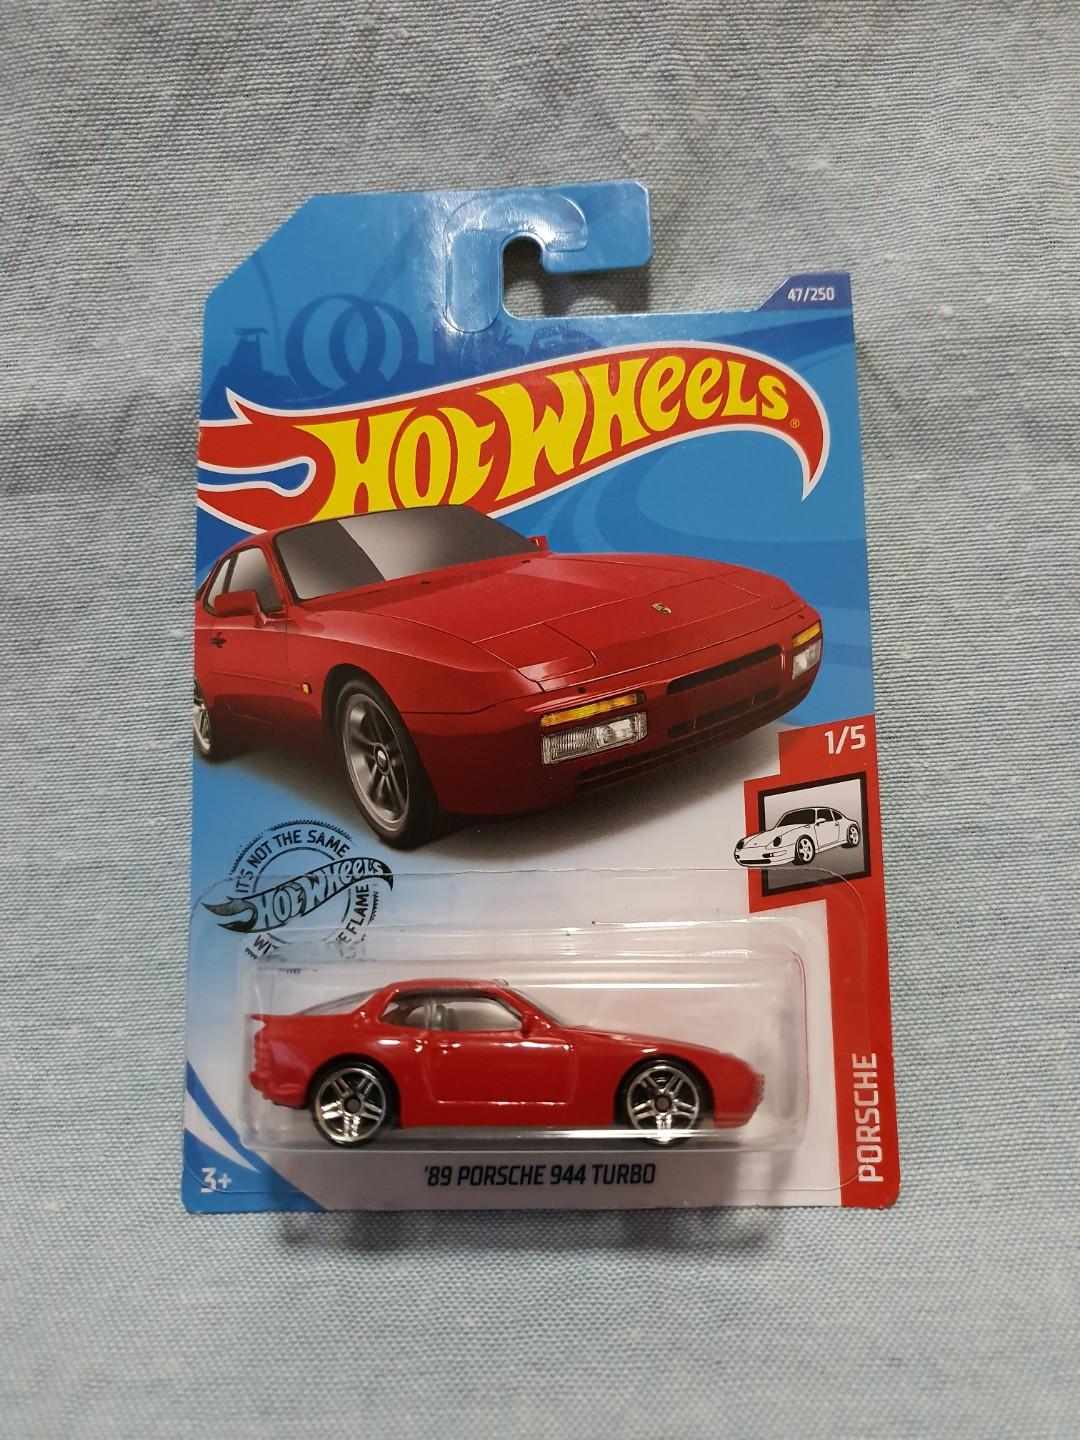 47/250
HOT WHEELS®
1/5
IT'S NOT THE SAME
HOT WHEELS
WI
E FLAME
PORSCHE
'89 PORSCHE 944 TURBO
3+